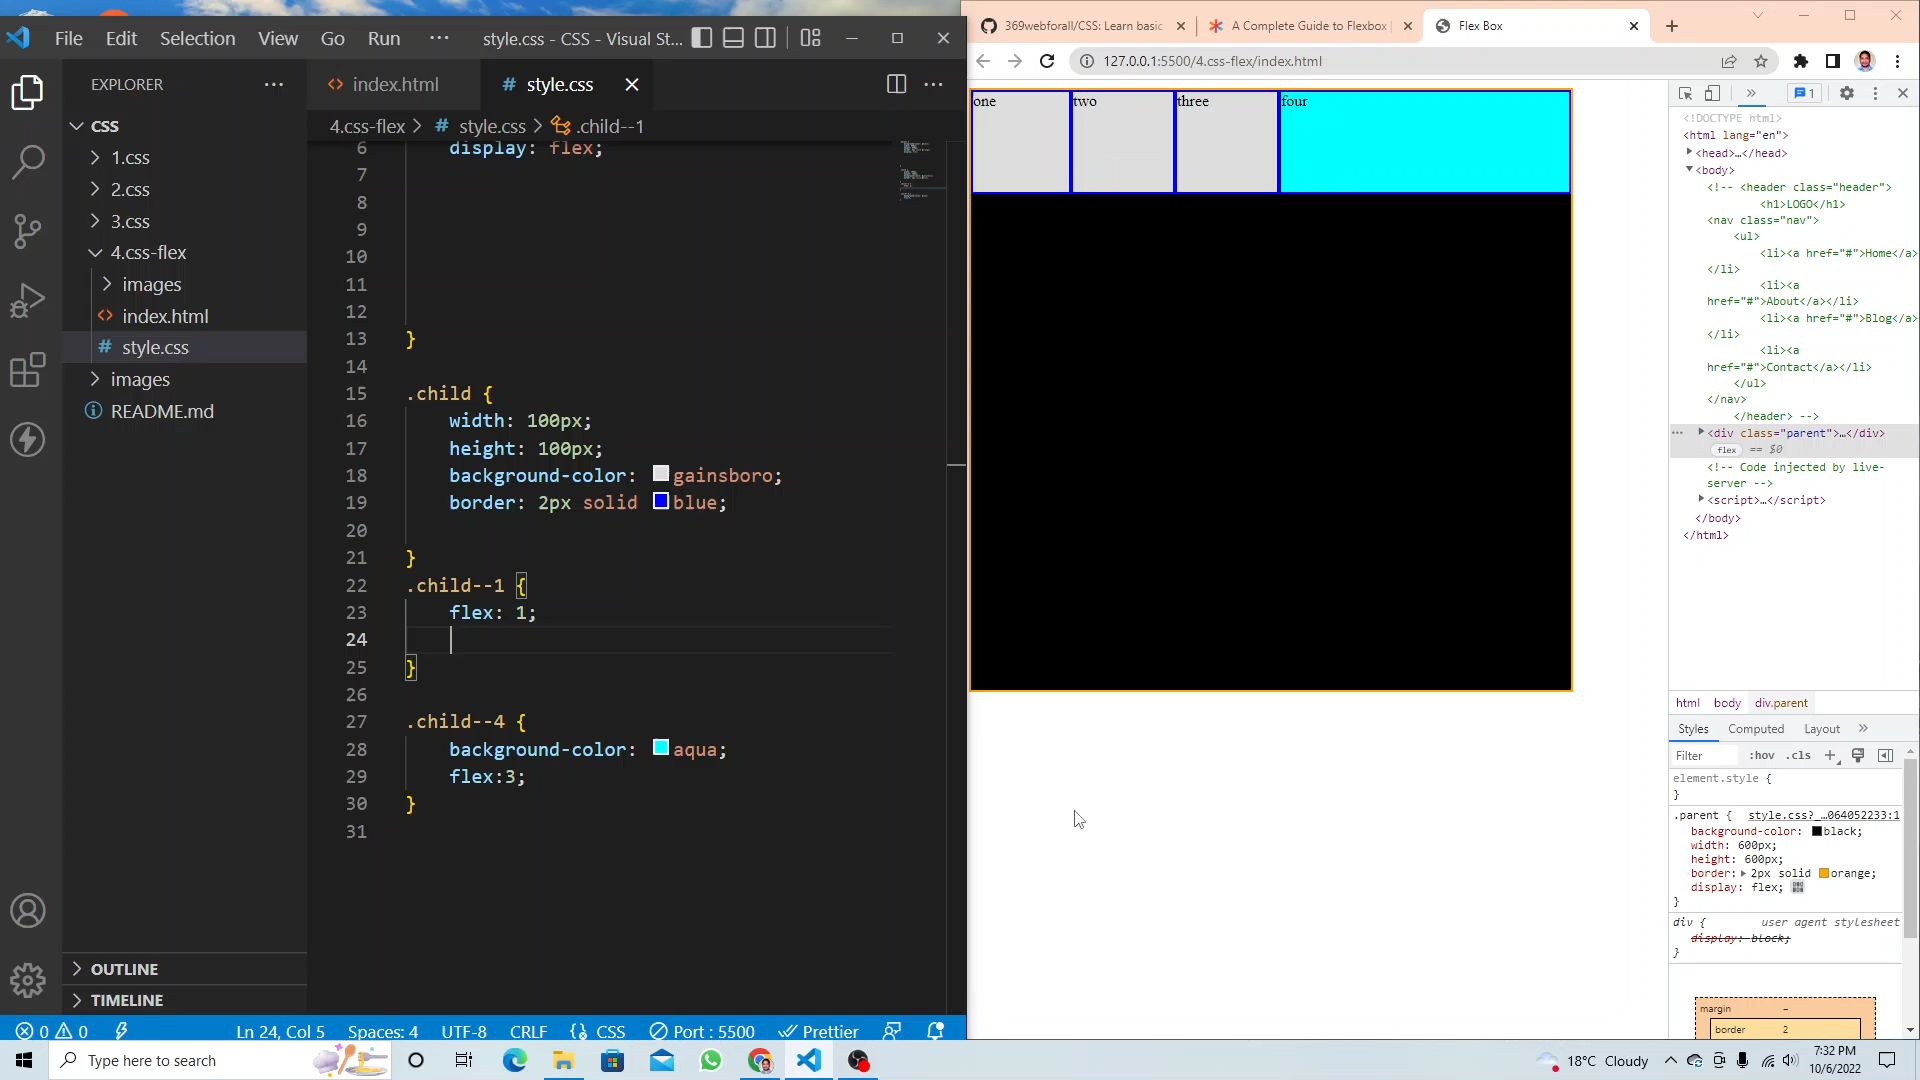 File Edit Selection View Go Run ··· style.css - CSS - Visual St...
EXPLORER ···
CSS
1.css
2.css
3.css
4.css-flex
images
index.html
style.css
images
README.md
OUTLINE
TIMELINE
index.html # style.css
4.css-flex > # style.css > .child--1
6 display: flex;
7
8
9
10
11
12
13 }
14
15 .child {
16 width: 100px;
17 height: 100px;
18 background-color: gainsboro;
19 border: 2px solid blue;
20
21 }
22 .child--1 {
23 flex: 1;
24
25 }
26
27 .child--4 {
28 background-color: aqua;
29 flex:3;
30 }
31
0 0 Ln 24, Col 5 Spaces: 4 UTF-8 CRLF {} CSS Port : 5500 Prettier
369webforall/CSS: Learn basic A Complete Guide to Flexbox Flex Box
127.0.0.1:5500/4.css-flex/index.html
one two three four
1
<!DOCTYPE html>
<html lang="en">
<head>…</head>
<body>
<!-- <header class="header">
<h1>LOGO</h1>
<nav class="nav">
<ul>
<li><a href="#">Home</a>
</li>
<li><a
href="#">About</a></li>
<li><a href="#">Blog</a>
</li>
<li><a
href="#">Contact</a></li>
</ul>
</nav>
</header> -->
<div class="parent">…</div>
flex == $0
<!-- Code injected by live-
server -->
<script>…</script>
</body>
</html>
html body div.parent
Styles Computed Layout
Filter :hov .cls
element.style {
}
.parent { style.css?_…064052233:1
background-color: black;
width: 600px;
height: 600px;
border: 2px solid orange;
display: flex;
}
div { user agent stylesheet
display: block;
}
margin –
border 2
Type here to search
18°C Cloudy
7:32 PM
10/6/2022